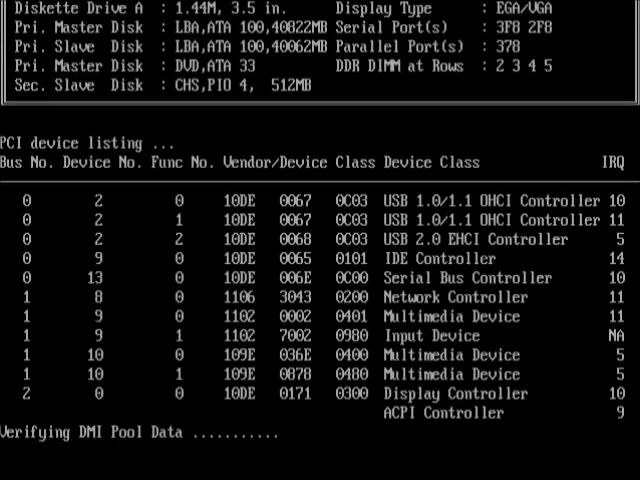 Diskette Drive A  : 1.44M, 3.5 in.     Display Type      : EGA/VGA
Pri. Master Disk  : LBA,ATA 100,40822MB Serial Port(s)    : 3F8 2F8
Pri. Slave  Disk  : LBA,ATA 100,40062MB Parallel Port(s)  : 378
Pri. Master Disk  : DVD,ATA 33          DDR DIMM at Rows  : 2 3 4 5
Sec. Slave  Disk  : CHS,PIO 4,  512MB
PCI device listing ...
Bus No. Device No. Func No. Vendor/Device Class Device Class               IRQ
0 2 0 10DE 0067 0C03 USB 1.0/1.1 OHCI Controller 10
0 2 1 10DE 0067 0C03 USB 1.0/1.1 OHCI Controller 11
0 2 2 10DE 0068 0C03 USB 2.0 EHCI Controller 5
0 9 0 10DE 0065 0101 IDE Controller 14
0 13 0 10DE 006E 0C00 Serial Bus Controller 10
1 8 0 1106 3043 0200 Network Controller 11
1 9 0 1102 0002 0401 Multimedia Device 11
1 9 1 1102 7002 0980 Input Device NA
1 10 0 109E 036E 0400 Multimedia Device 5
1 10 1 109E 0878 0480 Multimedia Device 5
2 0 0 10DE 0171 0300 Display Controller 10
ACPI Controller 9
Verifying DMI Pool Data ...........